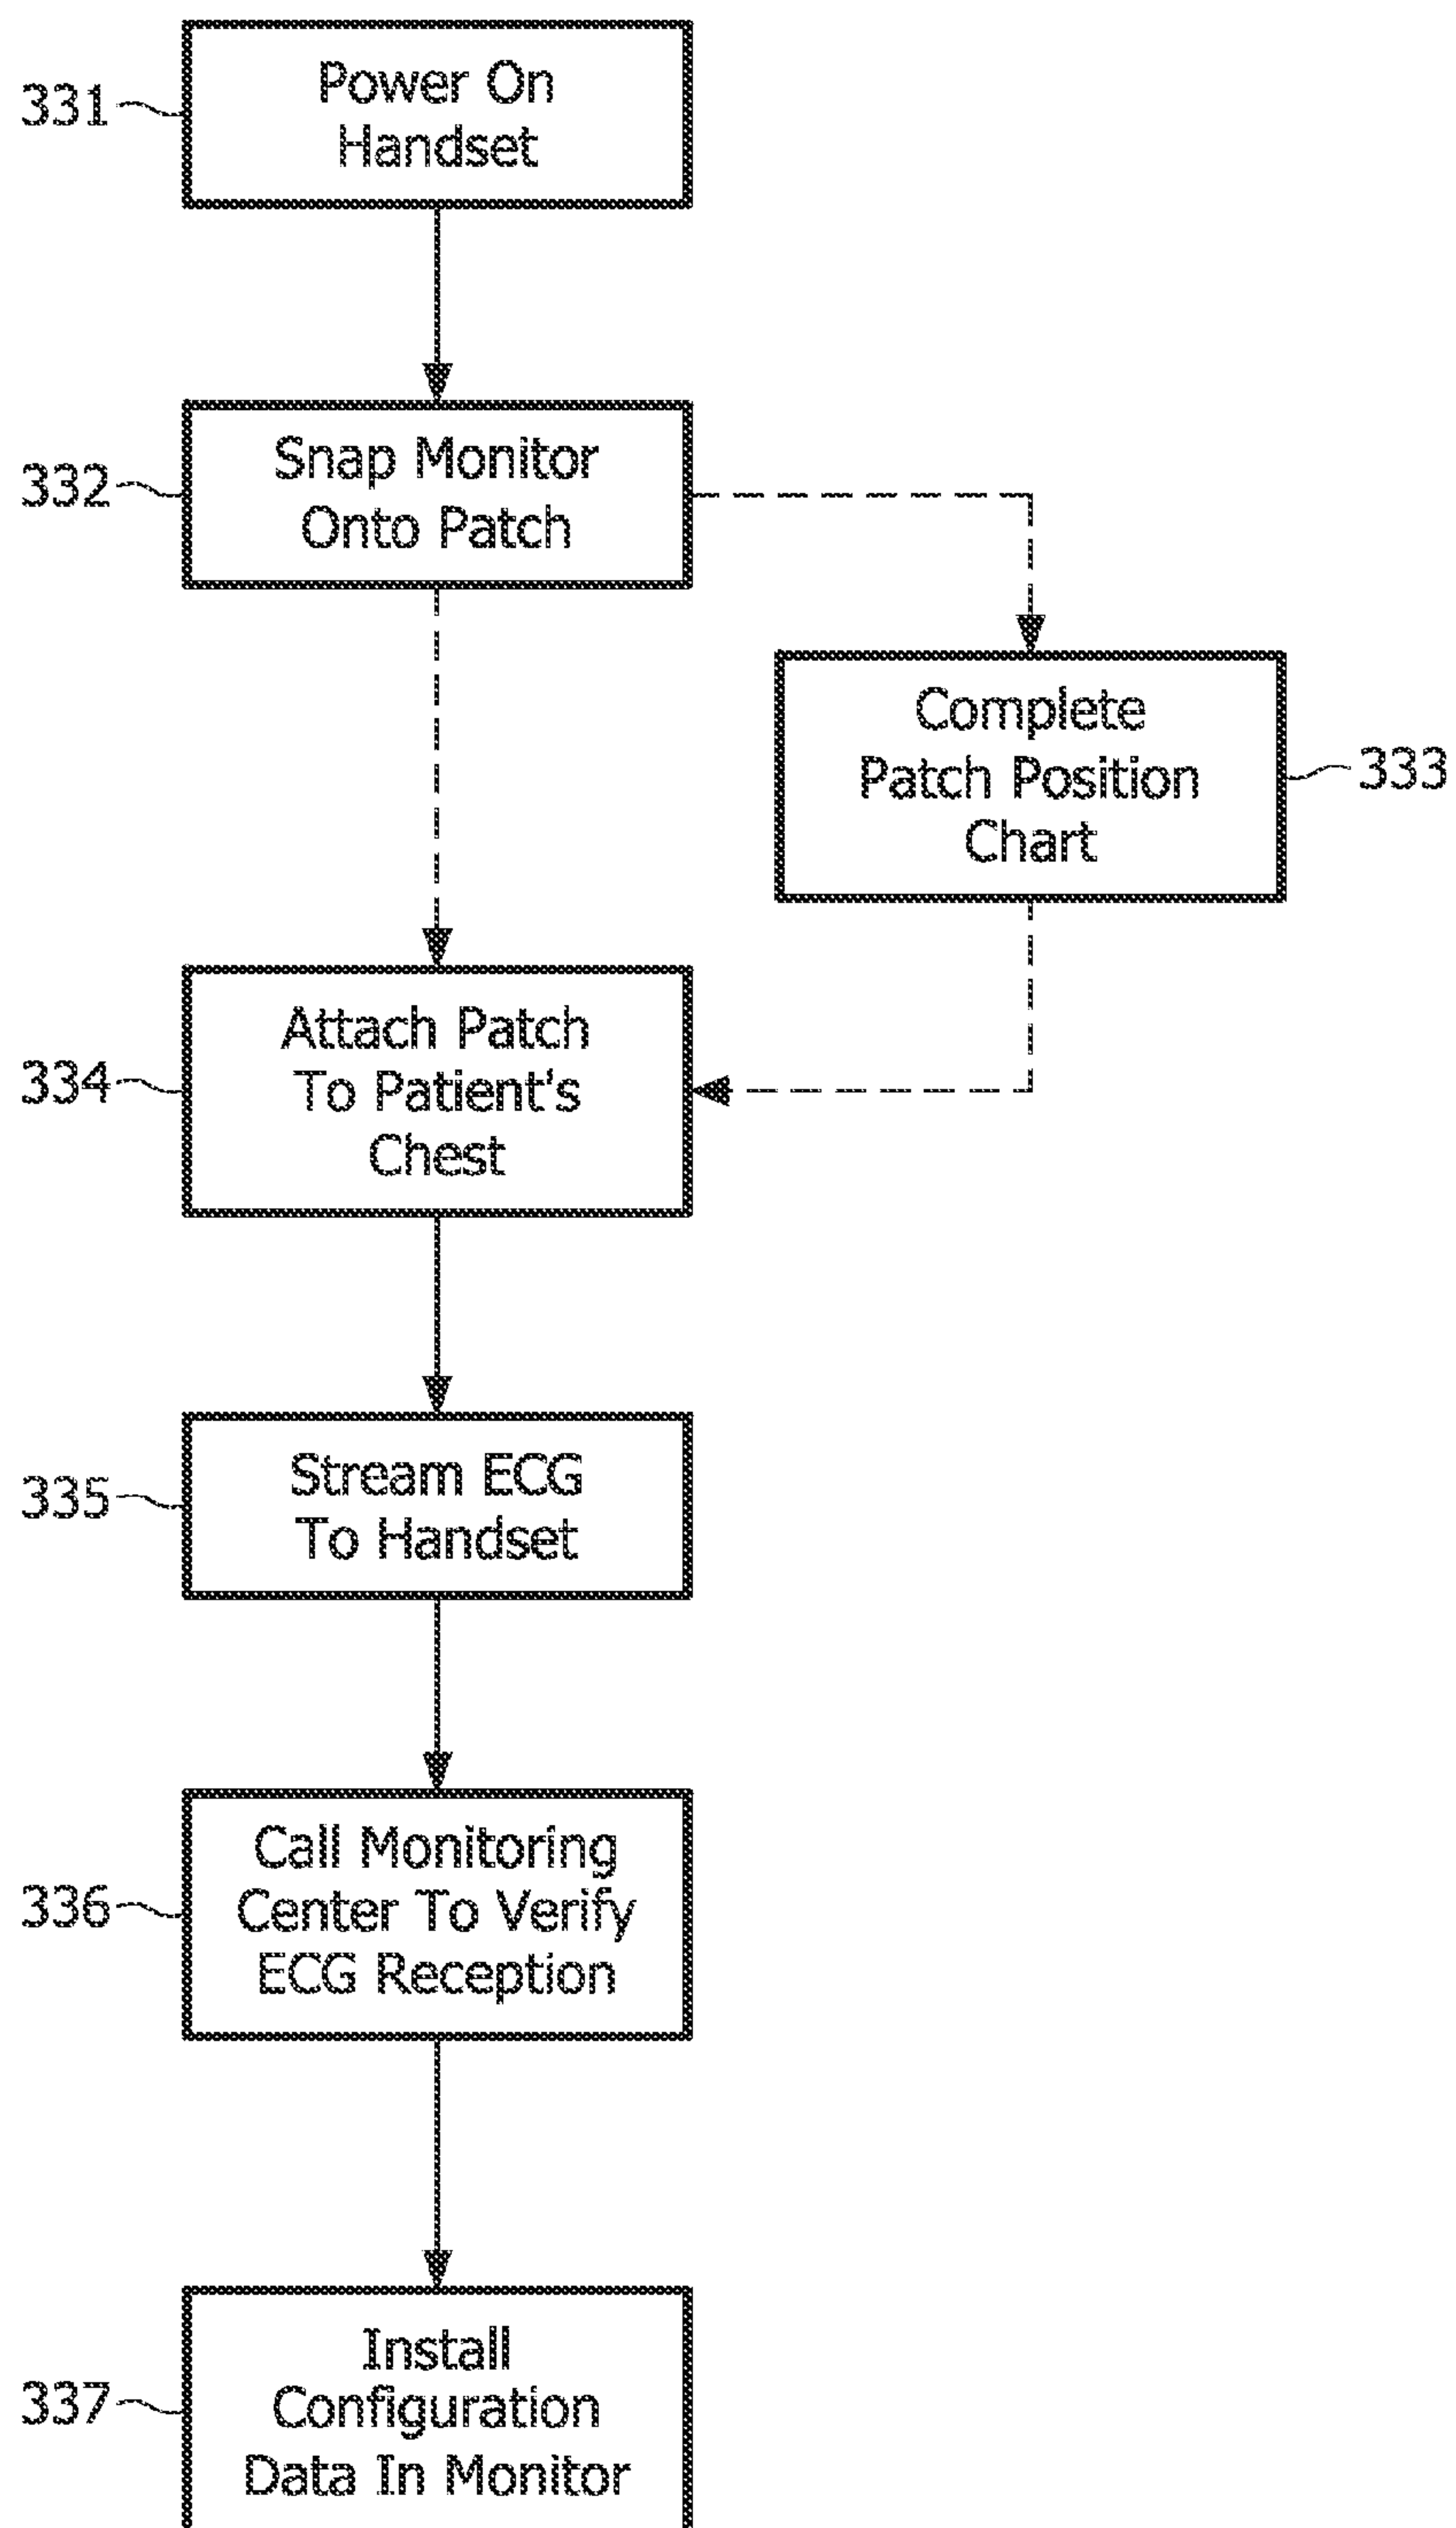 331
Power On
Handset
332
Snap Monitor
Onto Patch
Complete
Patch Position
Chart
333
334
Attach Patch
To Patient's
Chest
335
Stream ECG
To Handset
336
Call Monitoring
Center To Verify
ECG Reception
337
Install
Configuration
Data In Monitor